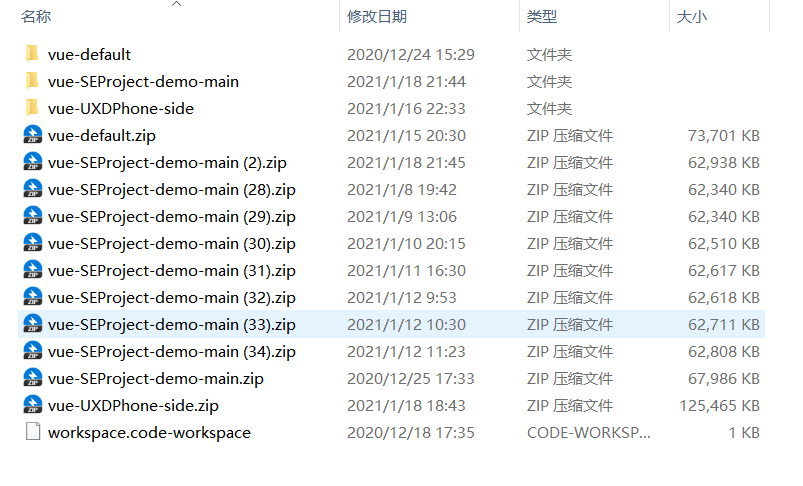 名称 修改日期 类型 大小
vue-default 2020/12/24 15:29 文件夹
vue-SEProject-demo-main 2021/1/18 21:44 文件夹
vue-UXDPhone-side 2021/1/16 22:33 文件夹
vue-default.zip 2021/1/15 20:30 ZIP 压缩文件 73,701 KB
vue-SEProject-demo-main (2).zip 2021/1/18 21:45 ZIP 压缩文件 62,938 KB
vue-SEProject-demo-main (28).zip 2021/1/8 19:42 ZIP 压缩文件 62,340 KB
vue-SEProject-demo-main (29).zip 2021/1/9 13:06 ZIP 压缩文件 62,340 KB
vue-SEProject-demo-main (30).zip 2021/1/10 20:15 ZIP 压缩文件 62,510 KB
vue-SEProject-demo-main (31).zip 2021/1/11 16:30 ZIP 压缩文件 62,617 KB
vue-SEProject-demo-main (32).zip 2021/1/12 9:53 ZIP 压缩文件 62,618 KB
vue-SEProject-demo-main (33).zip 2021/1/12 10:30 ZIP 压缩文件 62,711 KB
vue-SEProject-demo-main (34).zip 2021/1/12 11:23 ZIP 压缩文件 62,808 KB
vue-SEProject-demo-main.zip 2020/12/25 17:33 ZIP 压缩文件 67,986 KB
vue-UXDPhone-side.zip 2021/1/18 18:43 ZIP 压缩文件 125,465 KB
workspace.code-workspace 2020/12/18 17:35 CODE-WORKSP... 1 KB